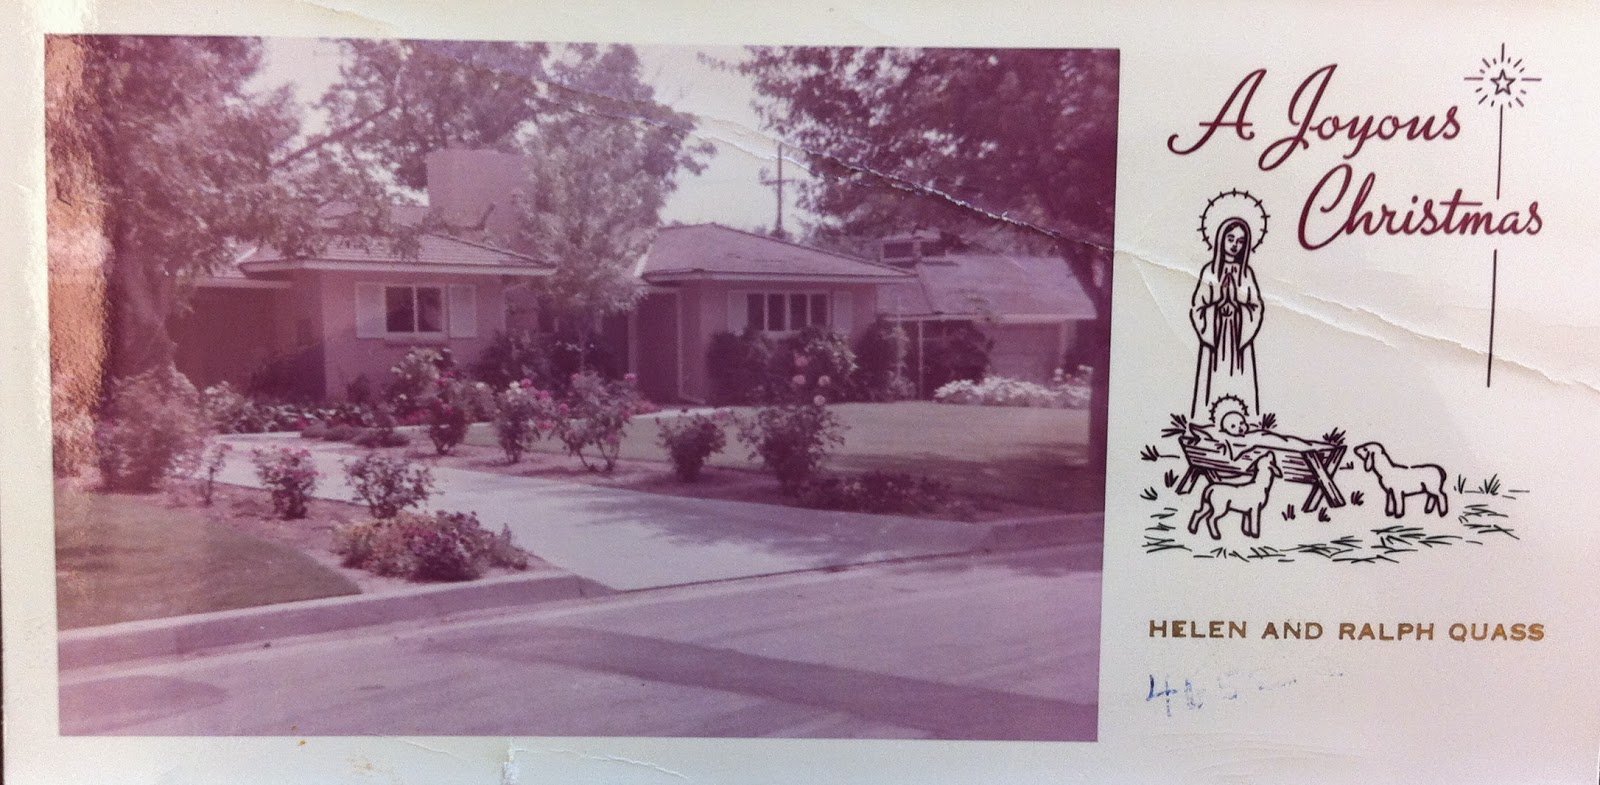 A Joyous
Christmas
HELEN AND RALPH QUASS